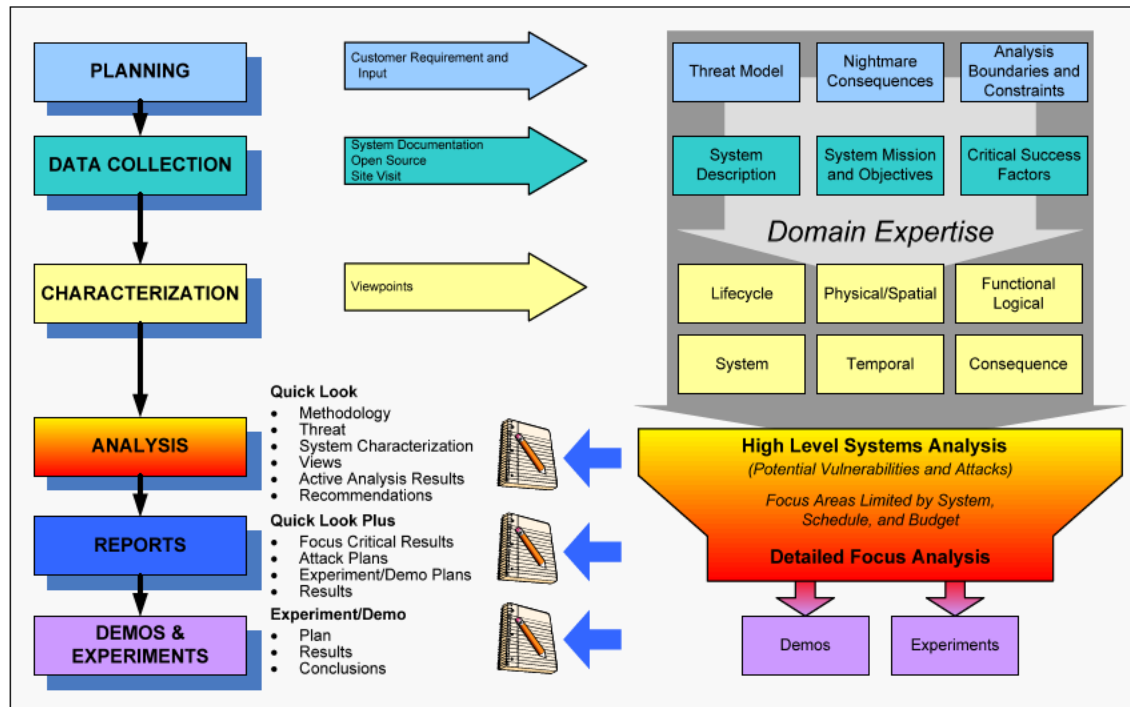 PLANNING
Customer Requirement and
Input
Threat Model
Nightmare
Consequences
Analysis
Boundaries and
Constraints
DATA COLLECTION
System Documentation
Open Source
Site Visit
System
Description
System Mission
and Objectives
Critical Success
Factors
Domain Expertise
CHARACTERIZATION
Viewpoints
Lifecycle
Physical/Spatial
Functional
Logical
System
Temporal
Consequence
ANALYSIS
Quick Look
• Methodology
• Threat
• System Characterization
• Views
• Active Analysis Results
• Recommendations
High Level Systems Analysis
(Potential Vulnerabilities and Attacks)
Focus Areas Limited by System,
Schedule, and Budget
Detailed Focus Analysis
REPORTS
Quick Look Plus
• Focus Critical Results
• Attack Plans
• Experiment/Demo Plans
• Results
DEMOS &
EXPERIMENTS
Experiment/Demo
• Plan
• Results
• Conclusions
Demos
Experiments